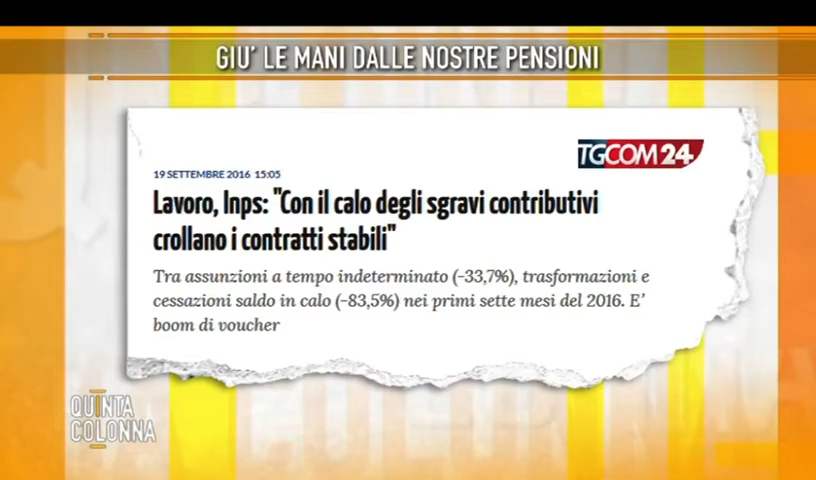 GIU' LE MANI DALLE NOSTRE PENSIONI
TGCOM24
19 SETTEMBRE 2016 15:05
Lavoro, Inps: "Con il calo degli sgravi contributivi
crollano i contratti stabili"
Tra assunzioni a tempo indeterminato (-33,7%), trasformazioni e
cessazioni saldo in calo (-83,5%) nei primi sette mesi del 2016. E'
boom di voucher
QUINTA
COLONNA